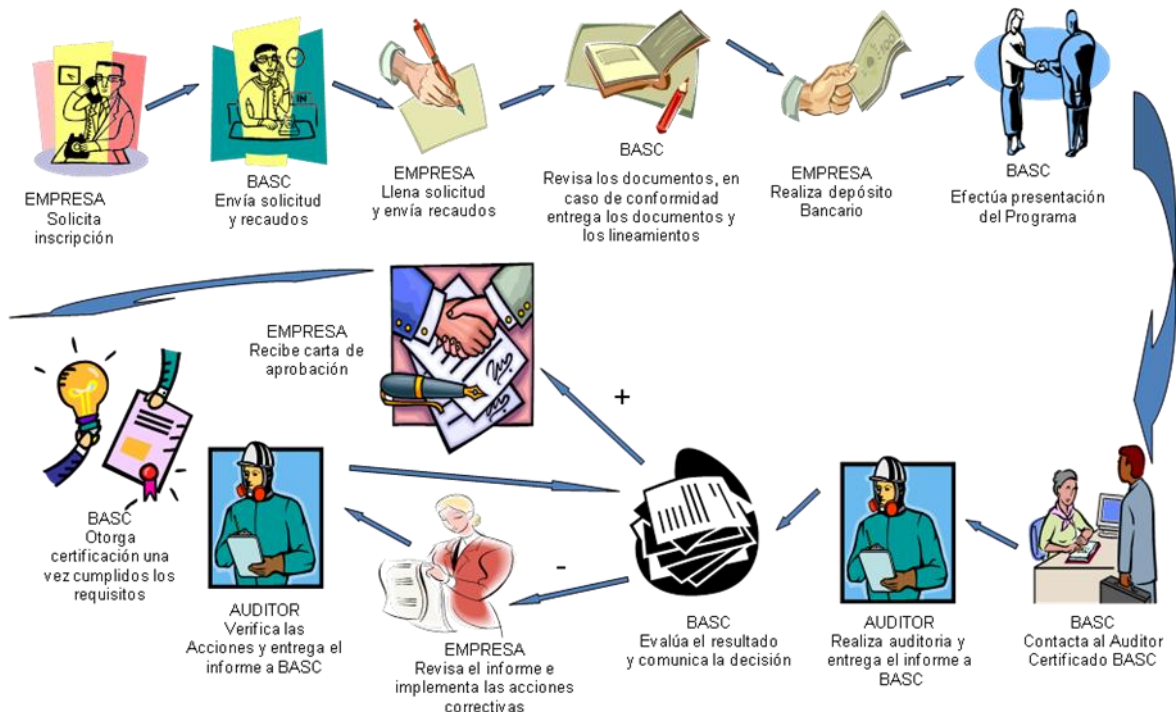 EMPRESA
Solicita
inscripción
BASC
Envía solicitud
y recaudos
EMPRESA
Llena solicitud
y envía recaudos
BASC
Revisa los documentos, en
caso de conformidad
entrega los documentos y
los lineamientos
EMPRESA
Realiza depósito
Bancario
BASC
Efectúa presentación
del Programa
BASC
Contacta al Auditor
Certificado BASC
AUDITOR
Realiza auditoria y
entrega el informe a
BASC
BASC
Evalúa el resultado
y comunica la decisión
+
-
EMPRESA
Revisa el informe e
implementa las acciones
correctivas
AUDITOR
Verifica las
Acciones y entrega el
informe a BASC
EMPRESA
Recibe carta de
aprobación
BASC
Otorga
certificación una
vez cumplidos los
requisitos
IN